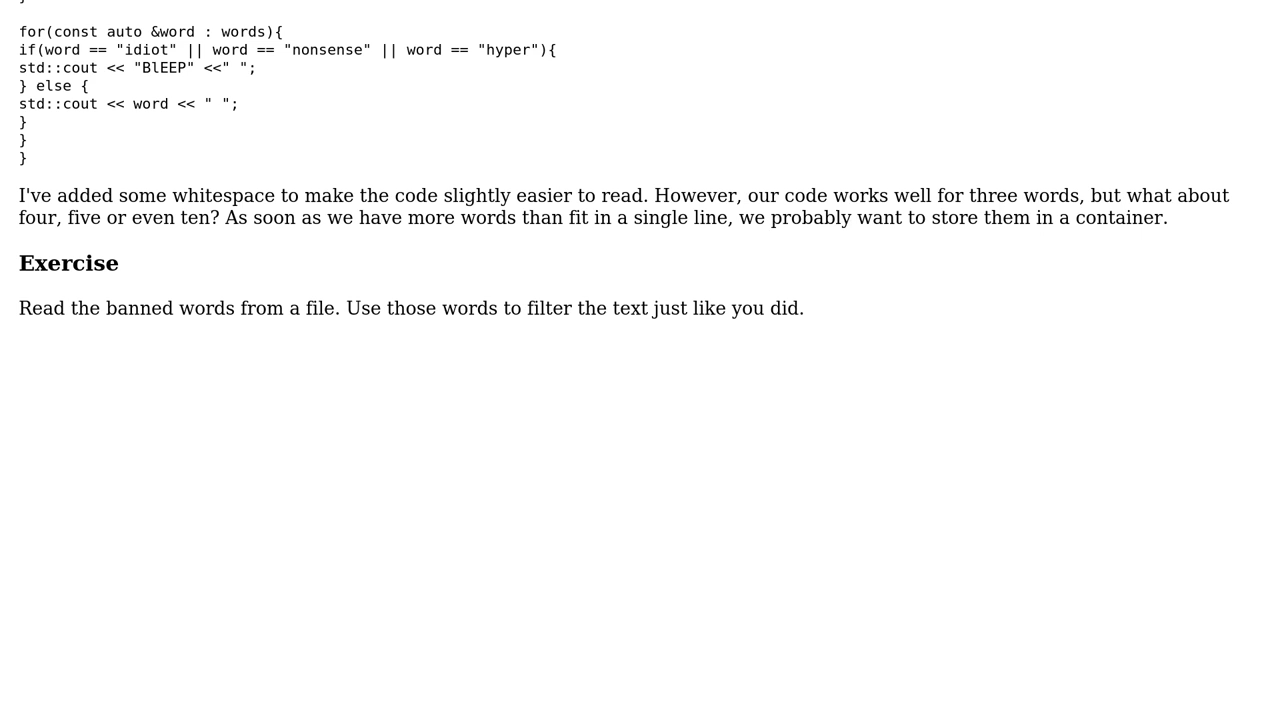 }
for(const auto &word : words){
if(word == "idiot" || word == "nonsense" || word == "hyper"){
std::cout << "BlEEP" <<" ";
} else {
std::cout << word << " ";
}
}
}
I've added some whitespace to make the code slightly easier to read. However, our code works well for three words, but what about
four, five or even ten? As soon as we have more words than fit in a single line, we probably want to store them in a container.
Exercise
Read the banned words from a file. Use those words to filter the text just like you did.